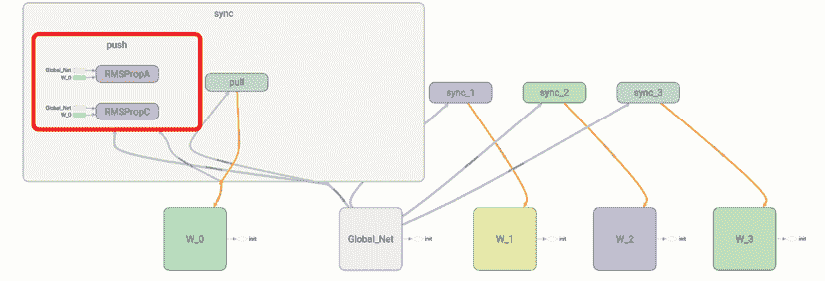 sync
push
Global_Net
W_0
RMSPropA
pull
Global_Net
W_0
RMSPropC
sync_1
sync_2
sync_3
W_0
init
Global_Net
init
W_1
init
W_2
init
W_3
init